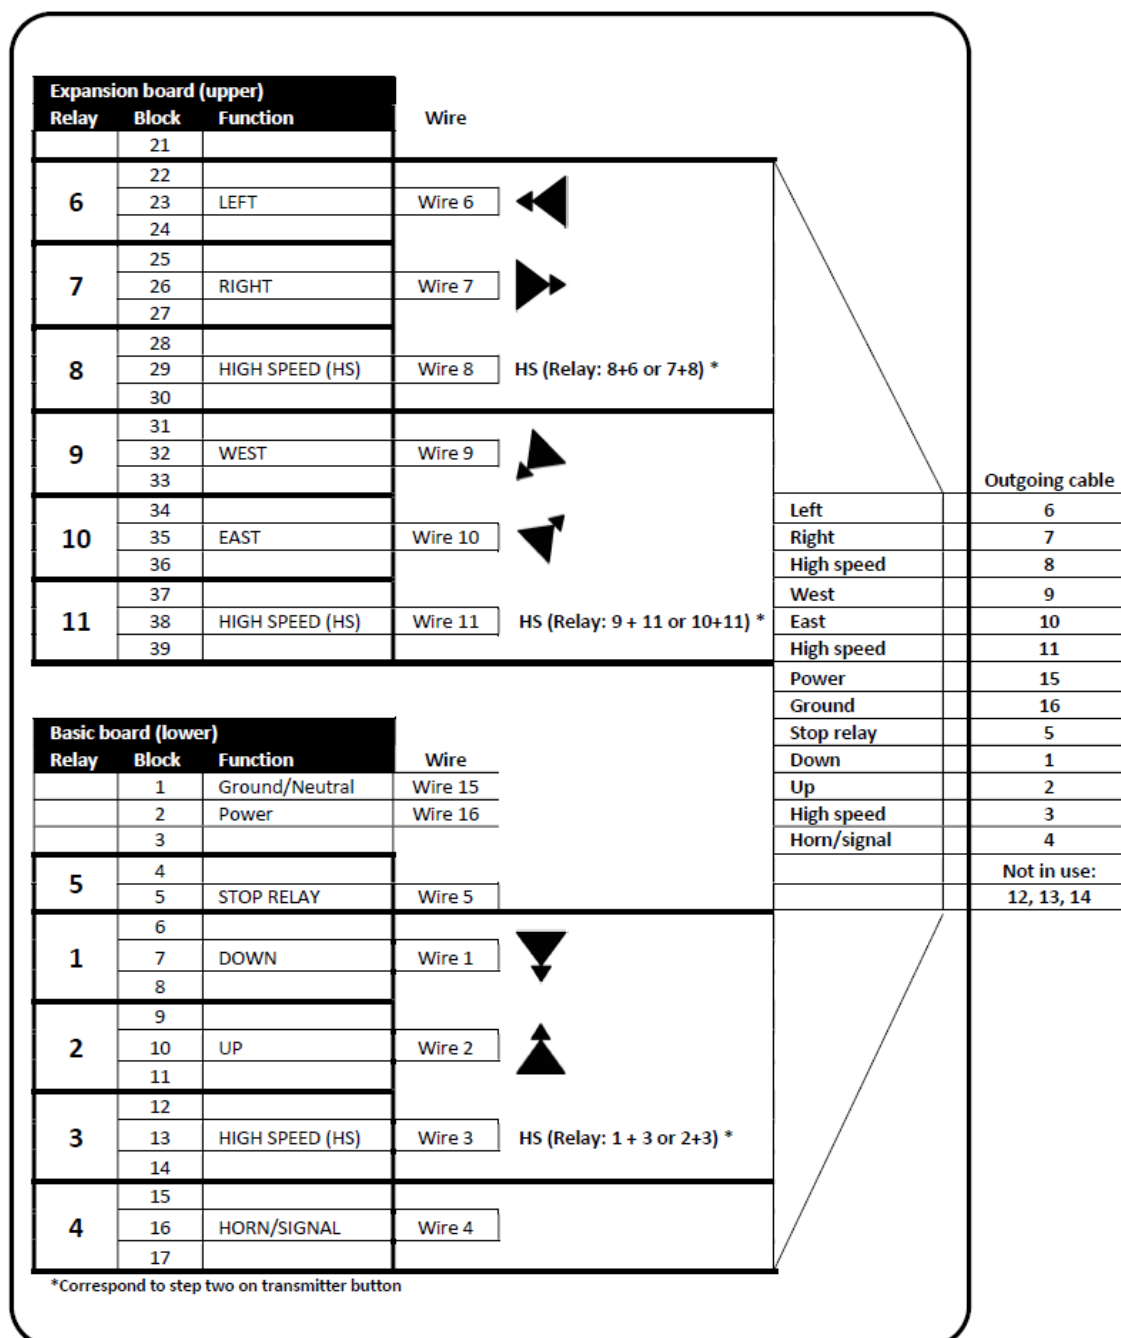 Expansion board (upper)
Relay Block Function Wire
21
22
6 23 LEFT Wire 6
24
25
7 26 RIGHT Wire 7
27
28
8 29 HIGH SPEED (HS) Wire 8 HS (Relay: 8+6 or 7+8) *
30
31
9 32 WEST Wire 9
33
34
10 35 EAST Wire 10
36
37
11 38 HIGH SPEED (HS) Wire 11 HS (Relay: 9 + 11 or 10+11) *
39
Basic board (lower)
Relay Block Function Wire
1 Ground/Neutral Wire 15
2 Power Wire 16
3
4
5 5 STOP RELAY Wire 5
6
1 7 DOWN Wire 1
8
9
2 10 UP Wire 2
11
12
3 13 HIGH SPEED (HS) Wire 3 HS (Relay: 1 + 3 or 2+3) *
14
15
4 16 HORN/SIGNAL Wire 4
17
*Correspond to step two on transmitter button
Outgoing cable
Left 6
Right 7
High speed 8
West 9
East 10
High speed 11
Power 15
Ground 16
Stop relay 5
Down 1
Up 2
High speed 3
Horn/signal 4
Not in use:
12, 13, 14